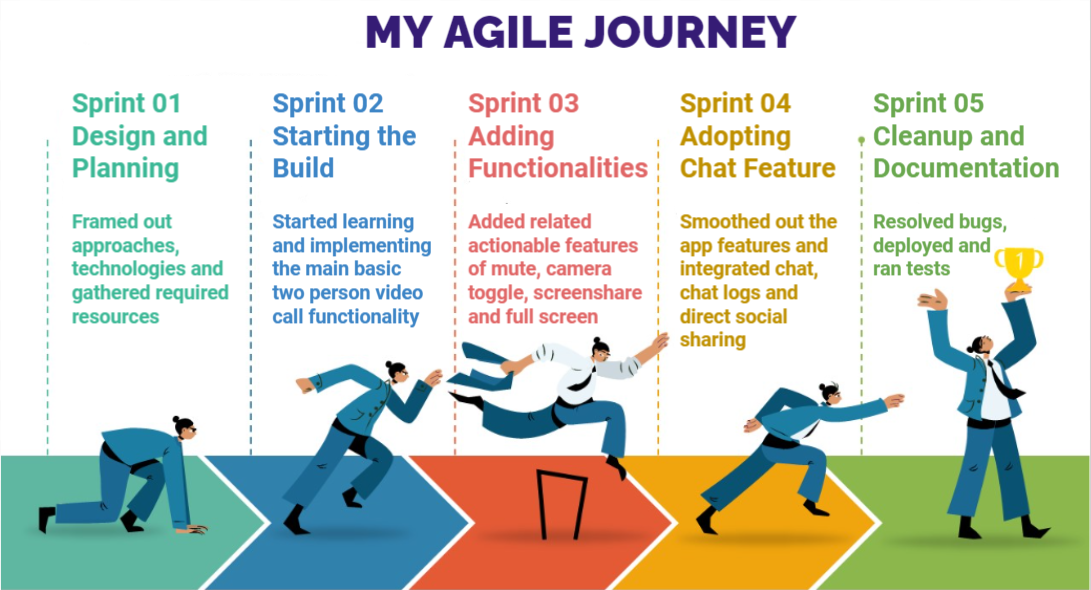 MY AGILE JOURNEY
Sprint 01
Design and
Planning
Framed out
approaches,
technologies and
gathered required
resources
Sprint 02
Starting the
Build
Started learning
and implementing
the main basic
two person video
call functionality
Sprint 03
Adding
Functionalities
Added related
actionable features
of mute, camera
toggle, screenshare
and full screen
Sprint 04
Adopting
Chat Feature
Smoothed out the
app features and
integrated chat,
chat logs and
direct social
sharing
Sprint 05
Cleanup and
Documentation
Resolved bugs,
deployed and
ran tests
1